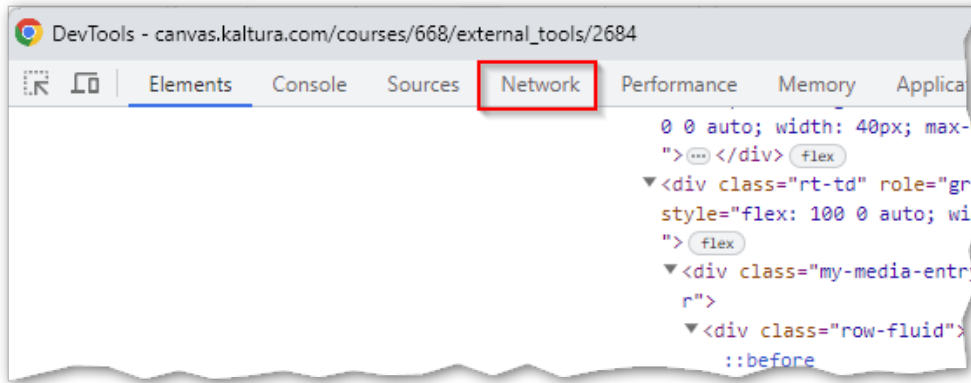 DevTools - canvas.kaltura.com/courses/668/external_tools/2684
Elements Console Sources Network Performance Memory Applica
0 0 auto; width: 40px; max-
"> ⋯ </div> flex
▼<div class="rt-td" role="gr
style="flex: 100 0 auto; wi
"> flex
▼<div class="my-media-entry
r">
▼<div class="row-fluid">
::before